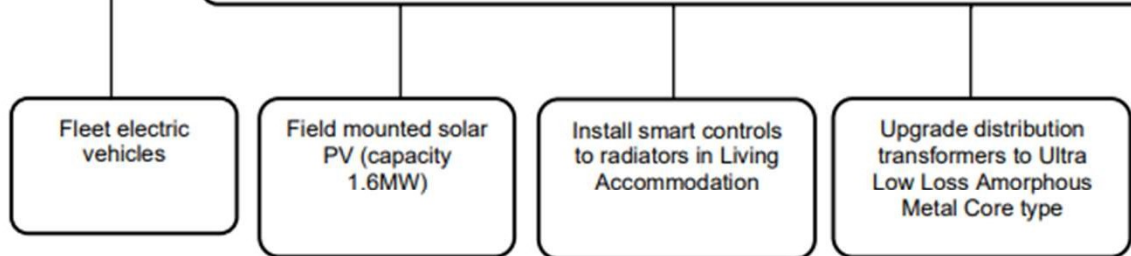 Fleet electric
vehicles
Field mounted solar
PV (capacity
1.6MW)
Install smart controls
to radiators in Living
Accommodation
Upgrade distribution
transformers to Ultra
Low Loss Amorphous
Metal Core type